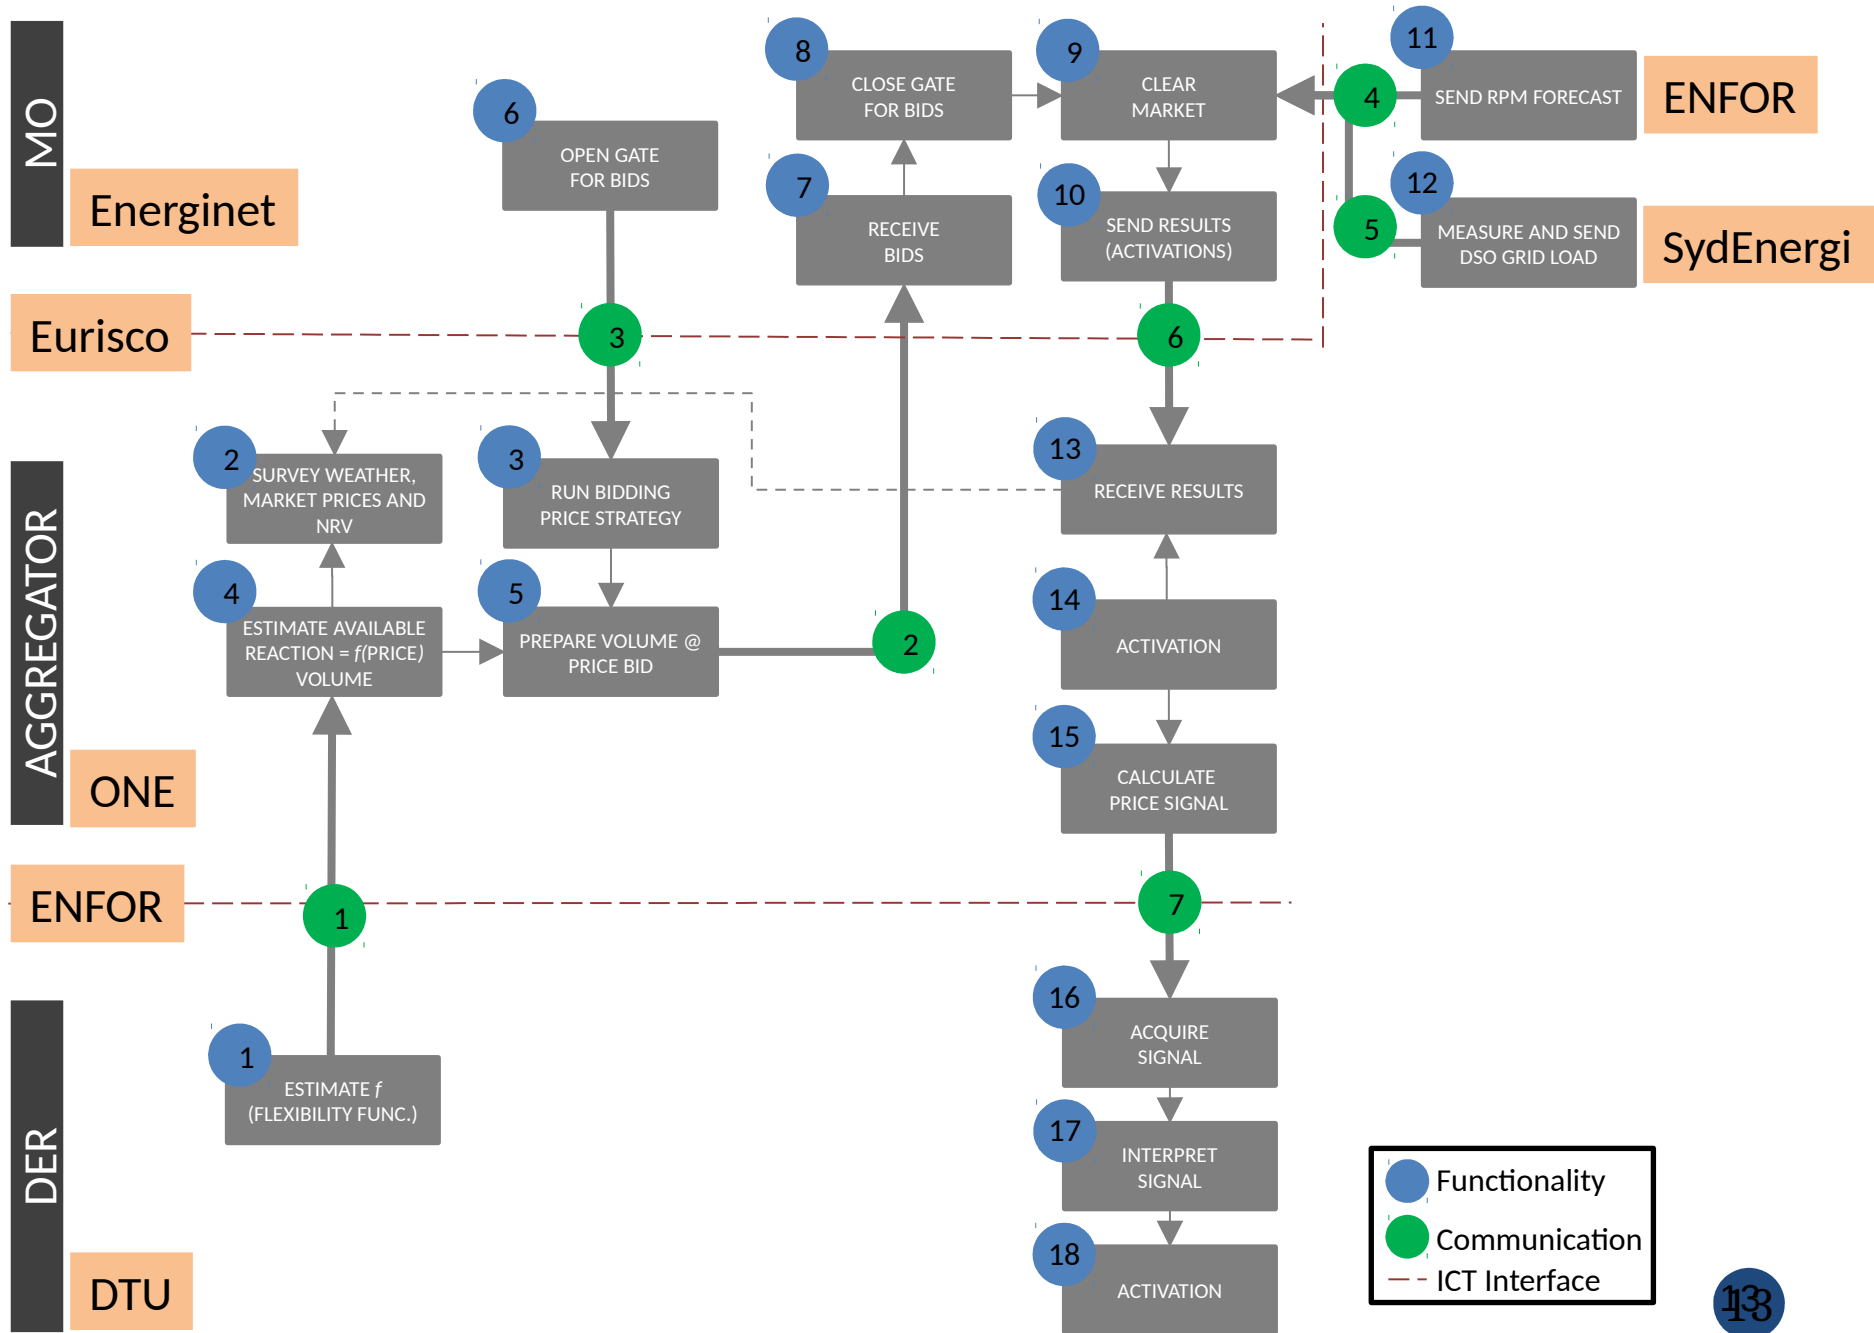 MO
Energinet
Eurisco
AGGREGATOR
ONE
ENFOR
DER
DTU
6
OPEN GATE
FOR BIDS
8
CLOSE GATE
FOR BIDS
7
RECEIVE
BIDS
9
CLEAR
MARKET
10
SEND RESULTS
(ACTIVATIONS)
4
11
SEND RPM FORECAST
ENFOR
5
12
MEASURE AND SEND
DSO GRID LOAD
SydEnergi
3
6
2
SURVEY WEATHER,
MARKET PRICES AND
NRV
3
RUN BIDDING
PRICE STRATEGY
4
ESTIMATE AVAILABLE
REACTION = f(PRICE)
VOLUME
5
PREPARE VOLUME @
PRICE BID
2
13
RECEIVE RESULTS
14
ACTIVATION
15
CALCULATE
PRICE SIGNAL
1
7
1
ESTIMATE f
(FLEXIBILITY FUNC.)
16
ACQUIRE
SIGNAL
17
INTERPRET
SIGNAL
18
ACTIVATION
Functionality
Communication
ICT Interface
13
13